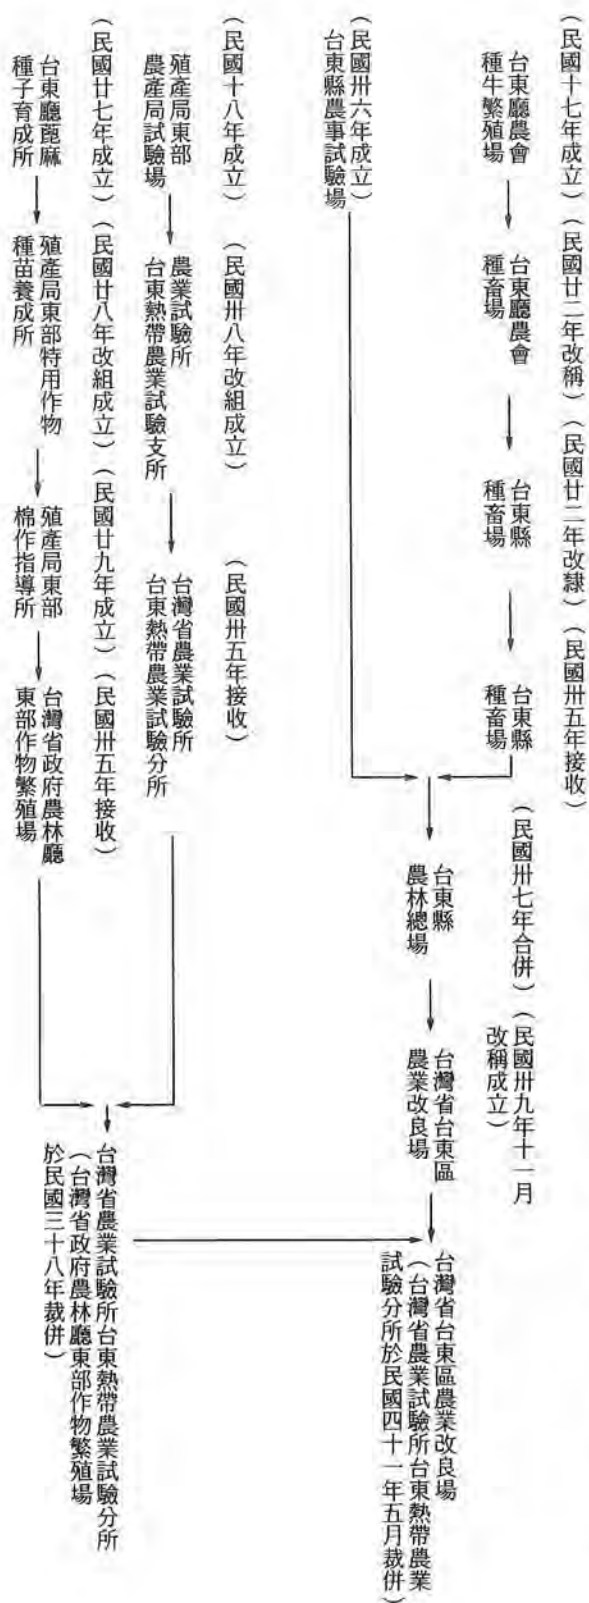 （民國十七年成立）（民國廿二年改稱）（民國廿二年改隸）（民國卅五年接收）
台東廳農會
種牛繁殖場
台東廳農會
種畜場
台東縣
種畜場
台東縣
種畜場
（民國卅七年合併）（民國卅九年十一月
改稱成立）
（民國卅六年成立）
台東縣農事試驗場
台東縣
農林總場
台灣省台東區
農業改良場
台灣省台東區農業改良場
（台灣省農業試驗所台東熱帶農業
試驗分所於民國四十一年五月裁併）
（民國十八年成立）
（民國卅八年改組成立）
（民國卅五年接收）
殖產局東部
農產局試驗場
農業試驗所
台東熱帶農業試驗支所
台灣省農業試驗所
台東熱帶農業試驗分所
（民國廿七年成立）（民國廿八年改組成立）（民國廿九年成立）（民國卅五年接收）
台東廳蓖麻
種子育成所
殖產局東部特用作物
種苗養成所
殖產局東部
棉作指導所
台灣省政府農林廳
東部作物繁殖場
台灣省農業試驗所台東熱帶農業試驗分所
（台灣省政府農林廳東部作物繁殖場
於民國三十八年裁併）